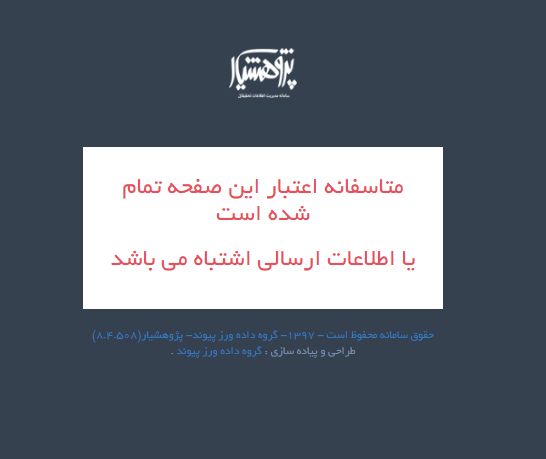 پژوهشیار
سامانه مدیریت اطلاعات تحقیقاتی
متاسفانه اعتبار این صفحه تمام
شده است
یا اطلاعات ارسالی اشتباه می باشد
حقوق سامانه محفوظ است – ۱۳۹۷– گروه داده ورز پیوند– پژوهشیار(۸.۴.۵۰۸)
طراحی و پیاده سازی : گروه داده ورز پیوند .